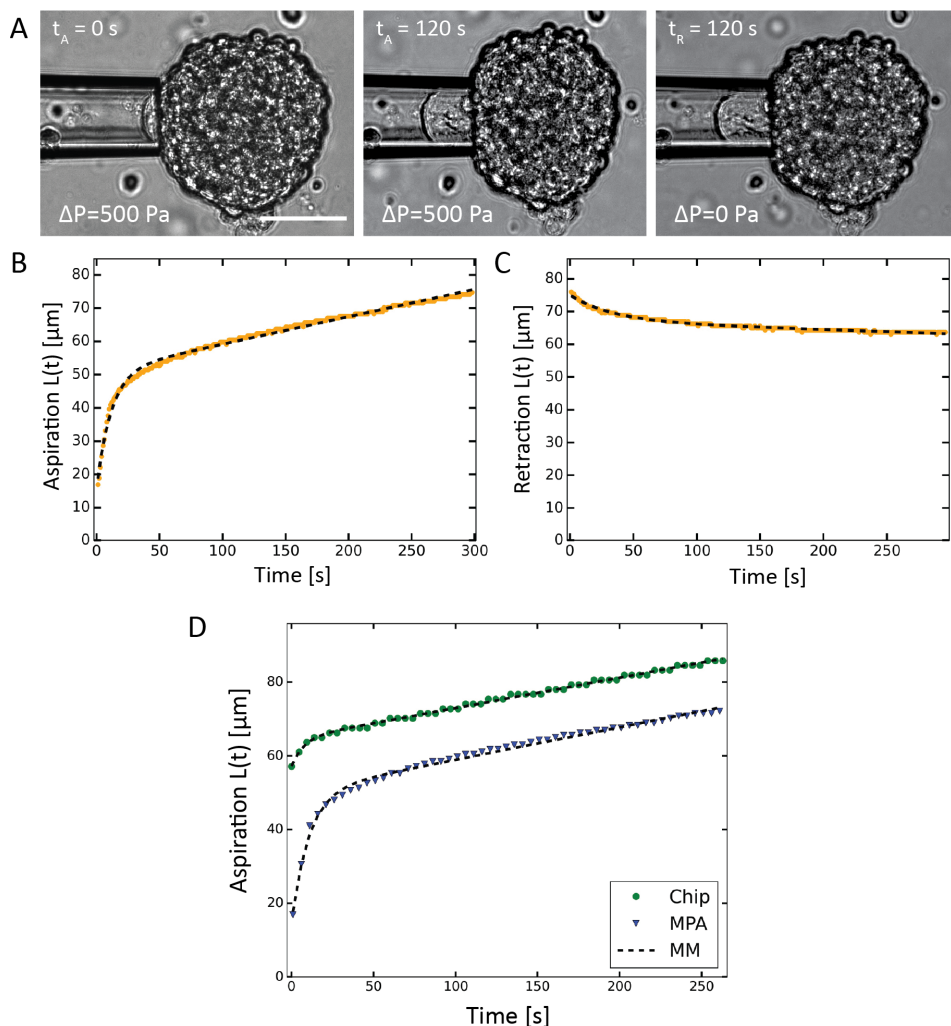 A
t_A = 0 s
t_A = 120 s
t_R = 120 s
ΔP=500 Pa
ΔP=500 Pa
ΔP=0 Pa
B
Aspiration L(t) [μm]
80
70
60
50
40
30
20
10
0
0 50 100 150 200 250 300
Time [s]
C
Retraction L(t) [μm]
80
70
60
50
40
30
20
10
0
0 50 100 150 200 250
Time [s]
D
Aspiration L(t) [μm]
80
60
40
20
0
0 50 100 150 200 250
Time [s]
Chip
MPA
MM